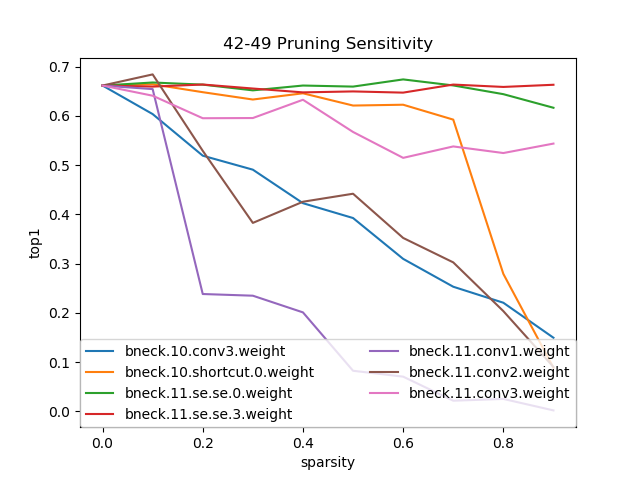 42-49 Pruning Sensitivity
top1
0.7
0.6
0.5
0.4
0.3
0.2
0.1
0.0
bneck.10.conv3.weight
bneck.10.shortcut.0.weight
bneck.11.se.se.0.weight
bneck.11.se.se.3.weight
bneck.11.conv1.weight
bneck.11.conv2.weight
bneck.11.conv3.weight
0.0 0.2 0.4 0.6 0.8
sparsity